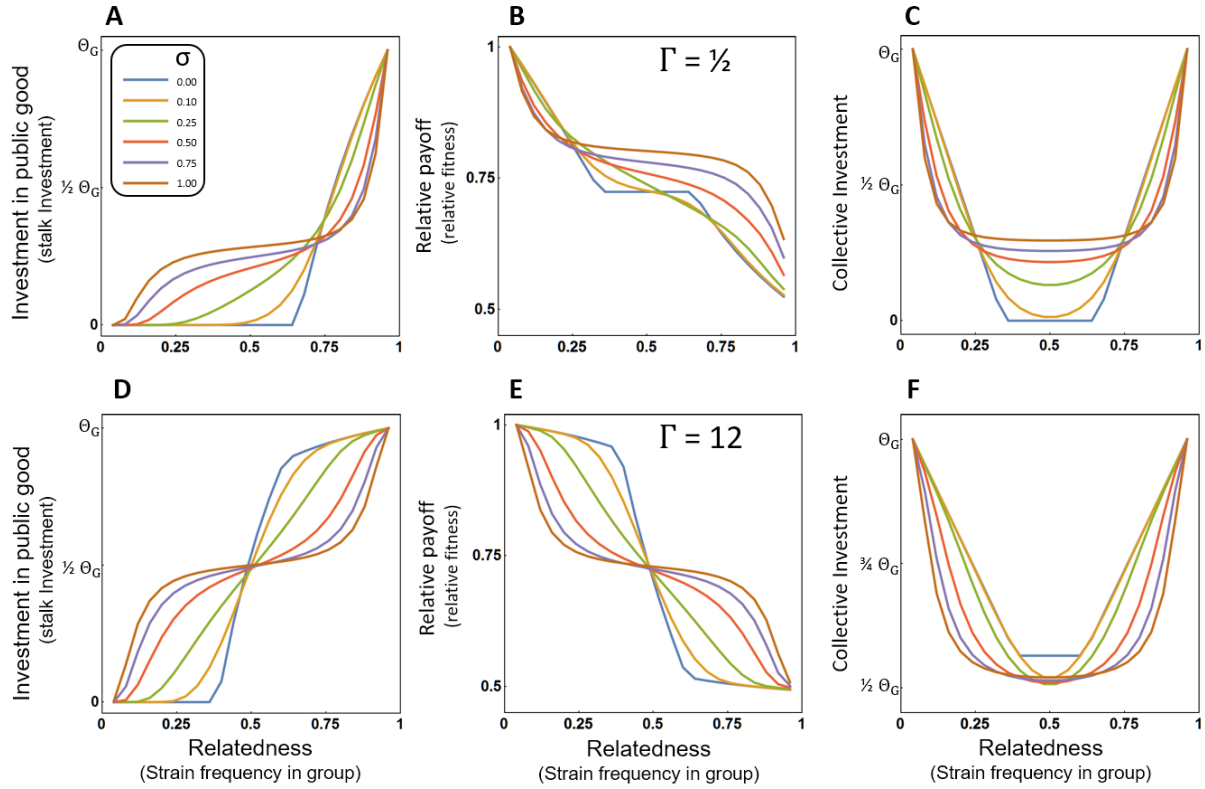 A
B
C
Investment in public good
(stalk Investment)
Θ_G
½ Θ_G
0
σ
0.00
0.10
0.25
0.50
0.75
1.00
0
0.25
0.50
0.75
1
Relative payoff
(relative fitness)
1
0.75
0.5
Γ = ½
0
0.25
0.5
0.75
1
Collective Investment
Θ_G
½ Θ_G
0
0
0.25
0.5
0.75
1
D
E
F
Investment in public good
(stalk Investment)
Θ_G
½ Θ_G
0
0
0.25
0.5
0.75
1
Relatedness
(Strain frequency in group)
Relative payoff
(relative fitness)
1
0.75
0.5
Γ = 12
0
0.25
0.5
0.75
1
Relatedness
(Strain frequency in group)
Collective Investment
Θ_G
¾ Θ_G
½ Θ_G
0
0.25
0.5
0.75
1
Relatedness
(Strain frequency in group)